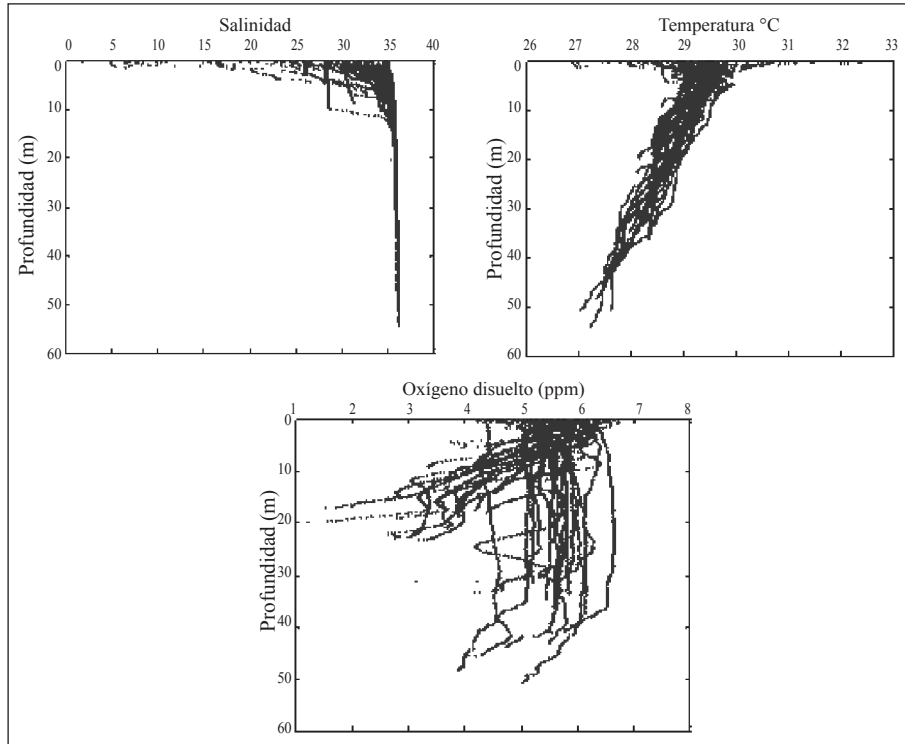 Salinidad
0 5 10 15 20 25 30 35 40
0
10
20
30
40
50
60
Profundidad (m)
Temperatura °C
26 27 28 29 30 31 32 33
0
10
20
30
40
50
60
Profundidad (m)
Oxígeno disuelto (ppm)
1 2 3 4 5 6 7 8
0
10
20
30
40
50
60
Profundidad (m)